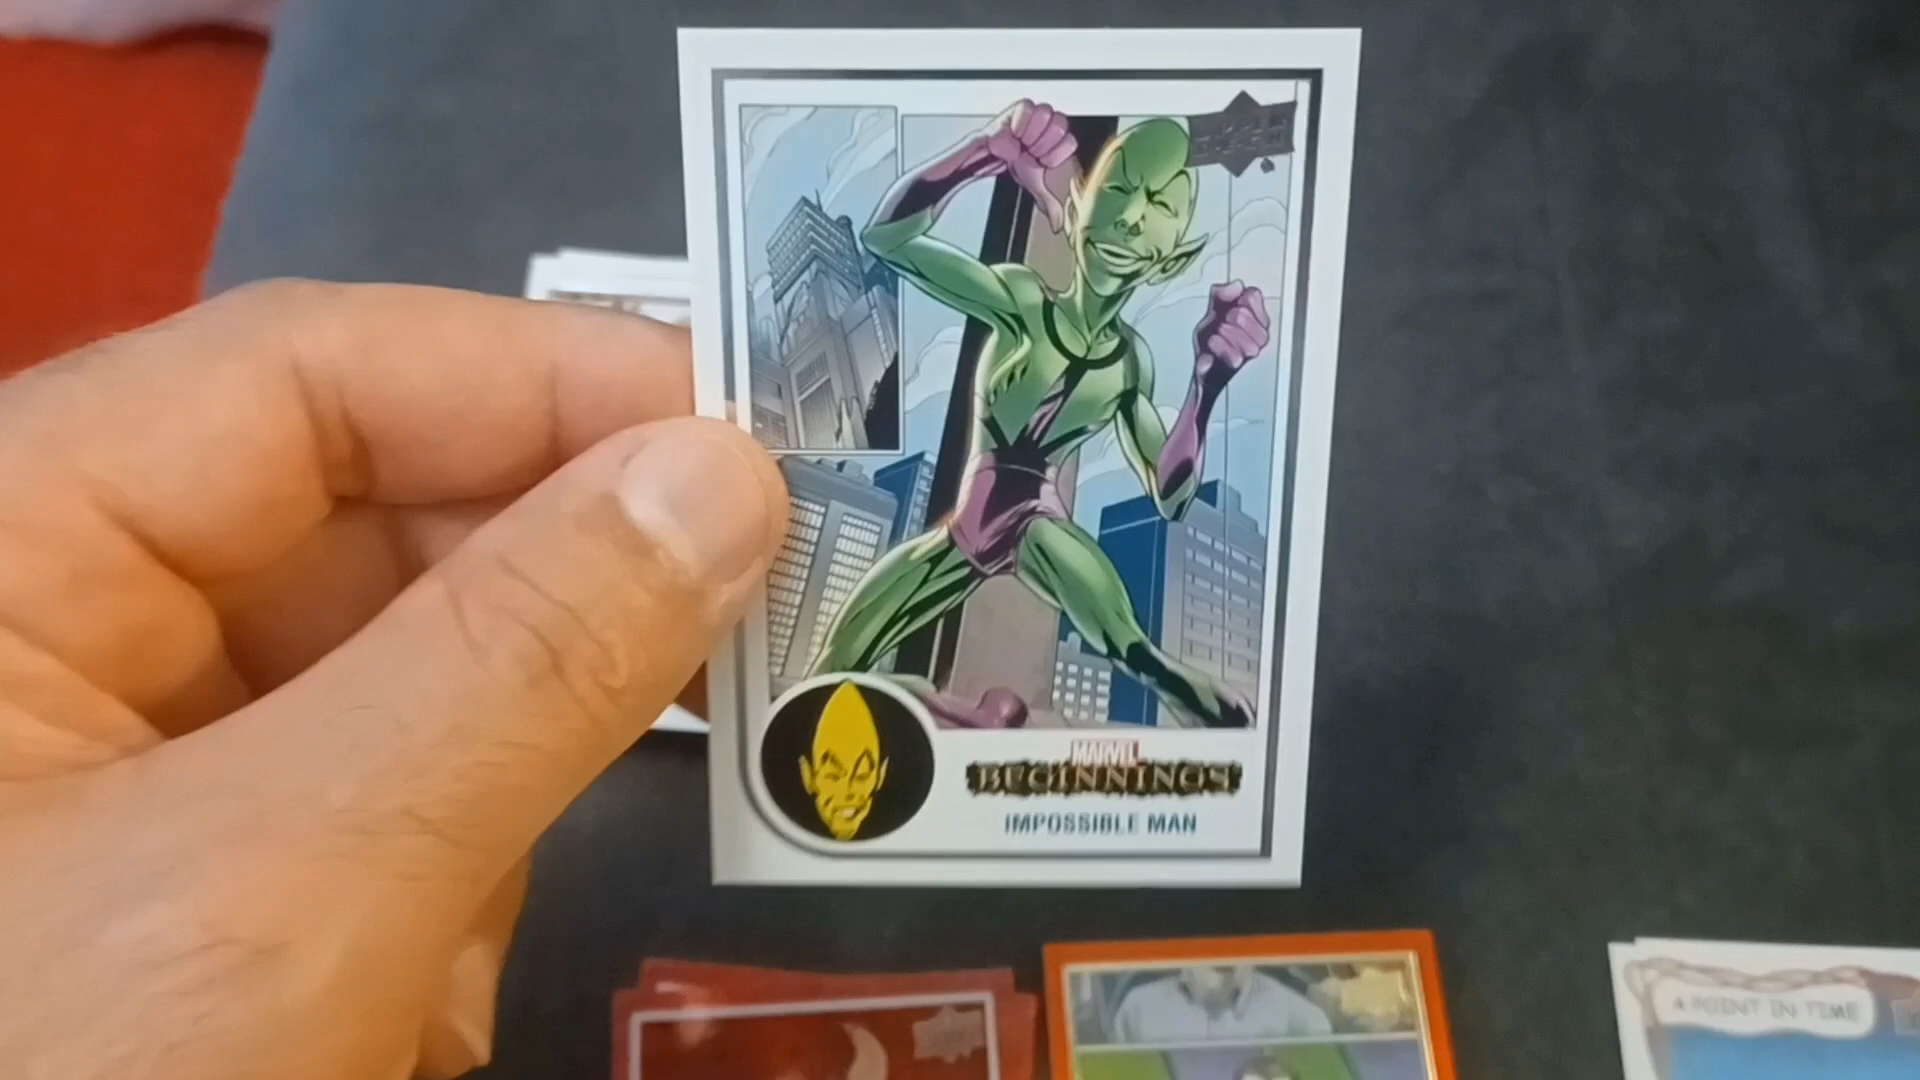 MARVEL
BEGINNINGS
IMPOSSIBLE MAN
A POINT IN TIME